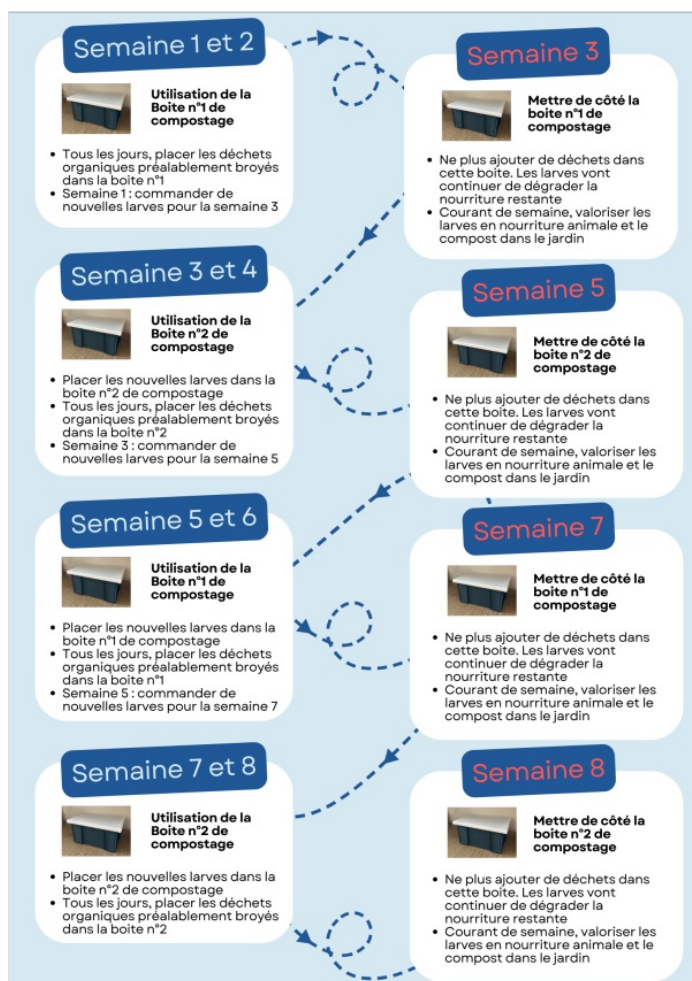 Semaine 1 et 2
Utilisation de la
Boite n°1 de
compostage
• Tous les jours, placer les déchets
organiques préalablement broyés
dans la boite n°1
• Semaine 1 : commander de
nouvelles larves pour la semaine 3
Semaine 3
Mettre de côté la
boite n°1 de
compostage
• Ne plus ajouter de déchets dans
cette boite. Les larves vont
continuer de dégrader la
nourriture restante
• Courant de semaine, valoriser les
larves en nourriture animale et le
compost dans le jardin
Semaine 3 et 4
Utilisation de la
Boite n°2 de
compostage
• Placer les nouvelles larves dans la
boite n°2 de compostage
• Tous les jours, placer les déchets
organiques préalablement broyés
dans la boite n°2
• Semaine 3 : commander de
nouvelles larves pour la semaine 5
Semaine 5
Mettre de côté la
boite n°2 de
compostage
• Ne plus ajouter de déchets dans
cette boite. Les larves vont
continuer de dégrader la
nourriture restante
• Courant de semaine, valoriser les
larves en nourriture animale et le
compost dans le jardin
Semaine 5 et 6
Utilisation de la
Boite n°1 de
compostage
• Placer les nouvelles larves dans la
boite n°1 de compostage
• Tous les jours, placer les déchets
organiques préalablement broyés
dans la boite n°1
• Semaine 5 : commander de
nouvelles larves pour la semaine 7
Semaine 7
Mettre de côté la
boite n°1 de
compostage
• Ne plus ajouter de déchets dans
cette boite. Les larves vont
continuer de dégrader la
nourriture restante
• Courant de semaine, valoriser les
larves en nourriture animale et le
compost dans le jardin
Semaine 7 et 8
Utilisation de la
Boite n°2 de
compostage
• Placer les nouvelles larves dans la
boite n°2 de compostage
• Tous les jours, placer les déchets
organiques préalablement broyés
dans la boite n°2
Semaine 8
Mettre de côté la
boite n°2 de
compostage
• Ne plus ajouter de déchets dans
cette boite. Les larves vont
continuer de dégrader la
nourriture restante
• Courant de semaine, valoriser les
larves en nourriture animale et le
compost dans le jardin